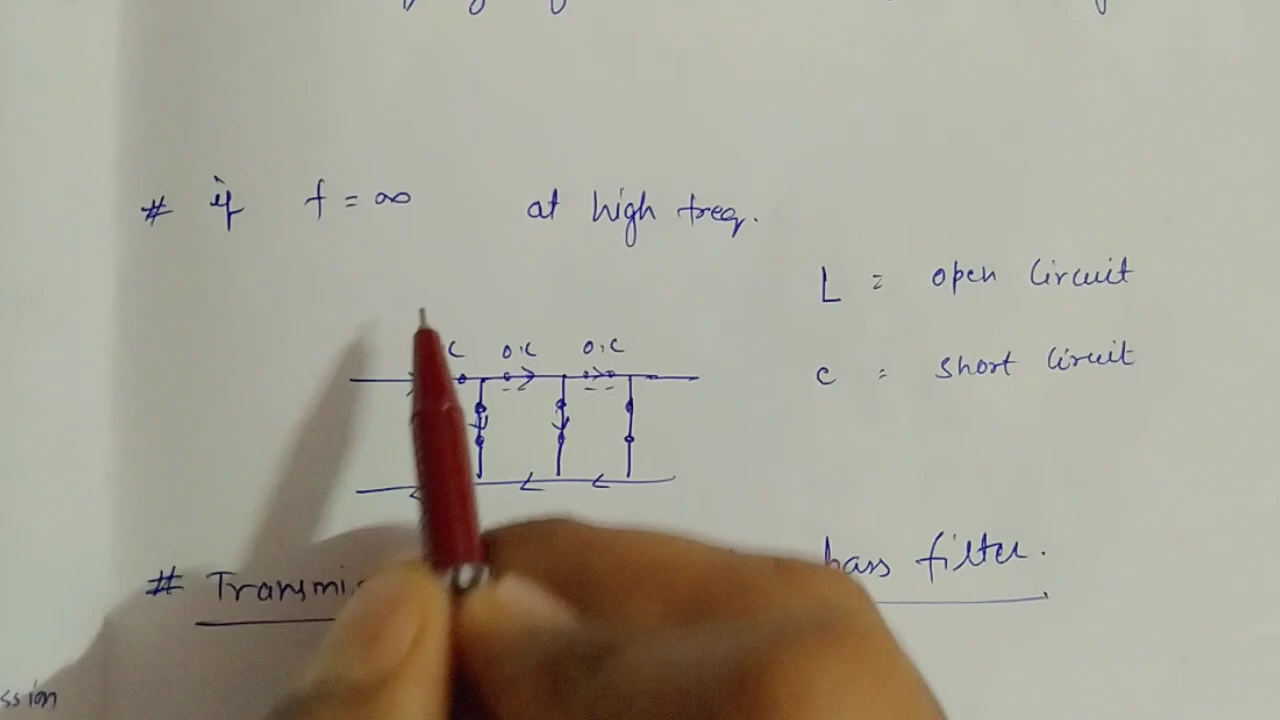 # if f = ∞ at high freq.
L = open Circuit
C O.C O.C
C = short Circuit
# Transmi pass filter.
ssion